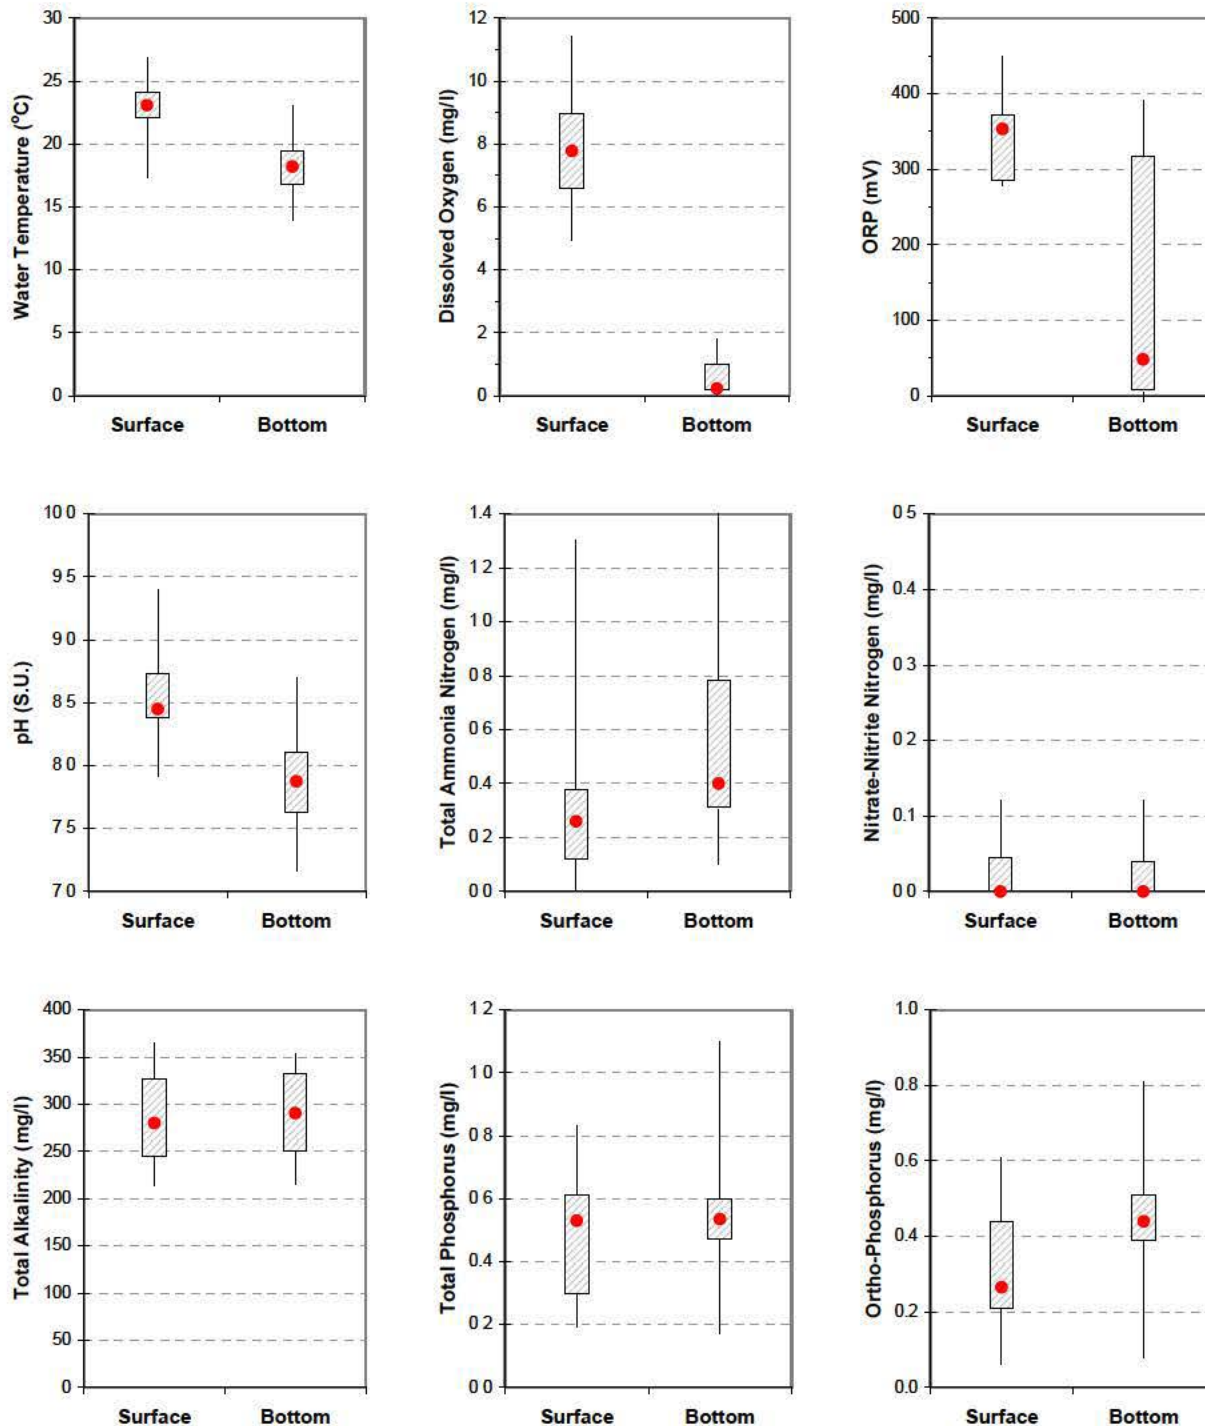 Water Temperature (°C)
30
25
20
15
10
5
0
Surface
Bottom
Dissolved Oxygen (mg/l)
12
10
8
6
4
2
0
Surface
Bottom
ORP (mV)
500
400
300
200
100
0
Surface
Bottom
pH (S.U.)
10 0
9 5
9 0
8 5
8 0
7 5
7 0
Surface
Bottom
Total Ammonia Nitrogen (mg/l)
1.4
1.2
1 0
0.8
0 6
0.4
0.2
0 0
Surface
Bottom
Nitrate-Nitrite Nitrogen (mg/l)
0 5
0.4
0.3
0.2
0.1
0.0
Surface
Bottom
Total Alkalinity (mg/l)
400
350
300
250
200
150
100
50
0
Surface
Bottom
Total Phosphorus (mg/l)
1 2
1 0
0 8
0 6
0 4
0 2
0 0
Surface
Bottom
Ortho-Phosphorus (mg/l)
1.0
0.8
0.6
0.4
0.2
0.0
Surface
Bottom